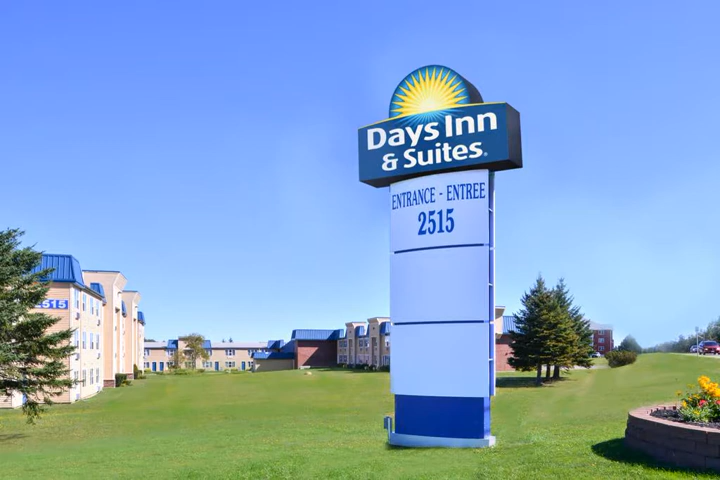 Days Inn
& Suites®
ENTRANCE - ENTREE
2515
2515